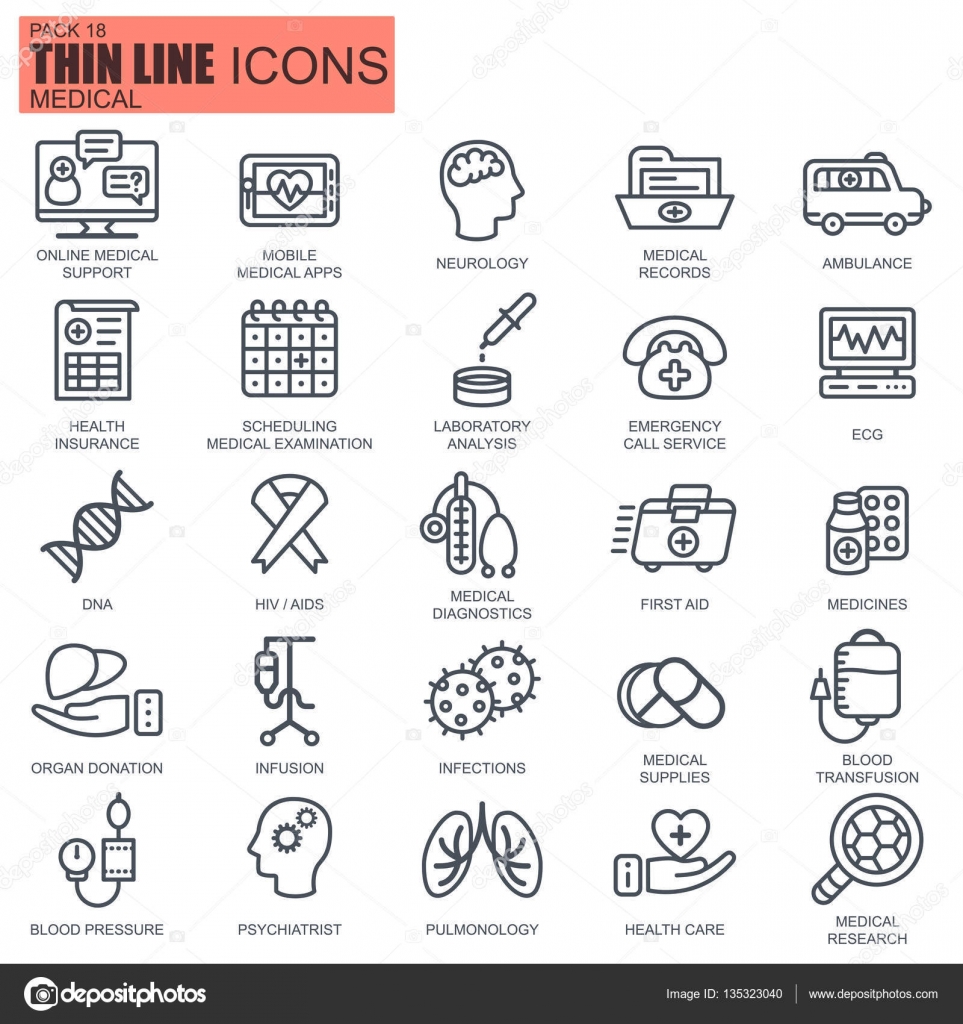 PACK 18
THIN LINE ICONS
MEDICAL
ONLINE MEDICAL
SUPPORT
MOBILE
MEDICAL APPS
NEUROLOGY
MEDICAL
RECORDS
AMBULANCE
HEALTH
INSURANCE
SCHEDULING
MEDICAL EXAMINATION
LABORATORY
ANALYSIS
EMERGENCY
CALL SERVICE
ECG
DNA
HIV / AIDS
MEDICAL
DIAGNOSTICS
FIRST AID
MEDICINES
ORGAN DONATION
INFUSION
INFECTIONS
MEDICAL
SUPPLIES
BLOOD
TRANSFUSION
BLOOD PRESSURE
PSYCHIATRIST
PULMONOLOGY
HEALTH CARE
MEDICAL
RESEARCH
depositphotos
Image ID: 135323040 www.depositphotos.com